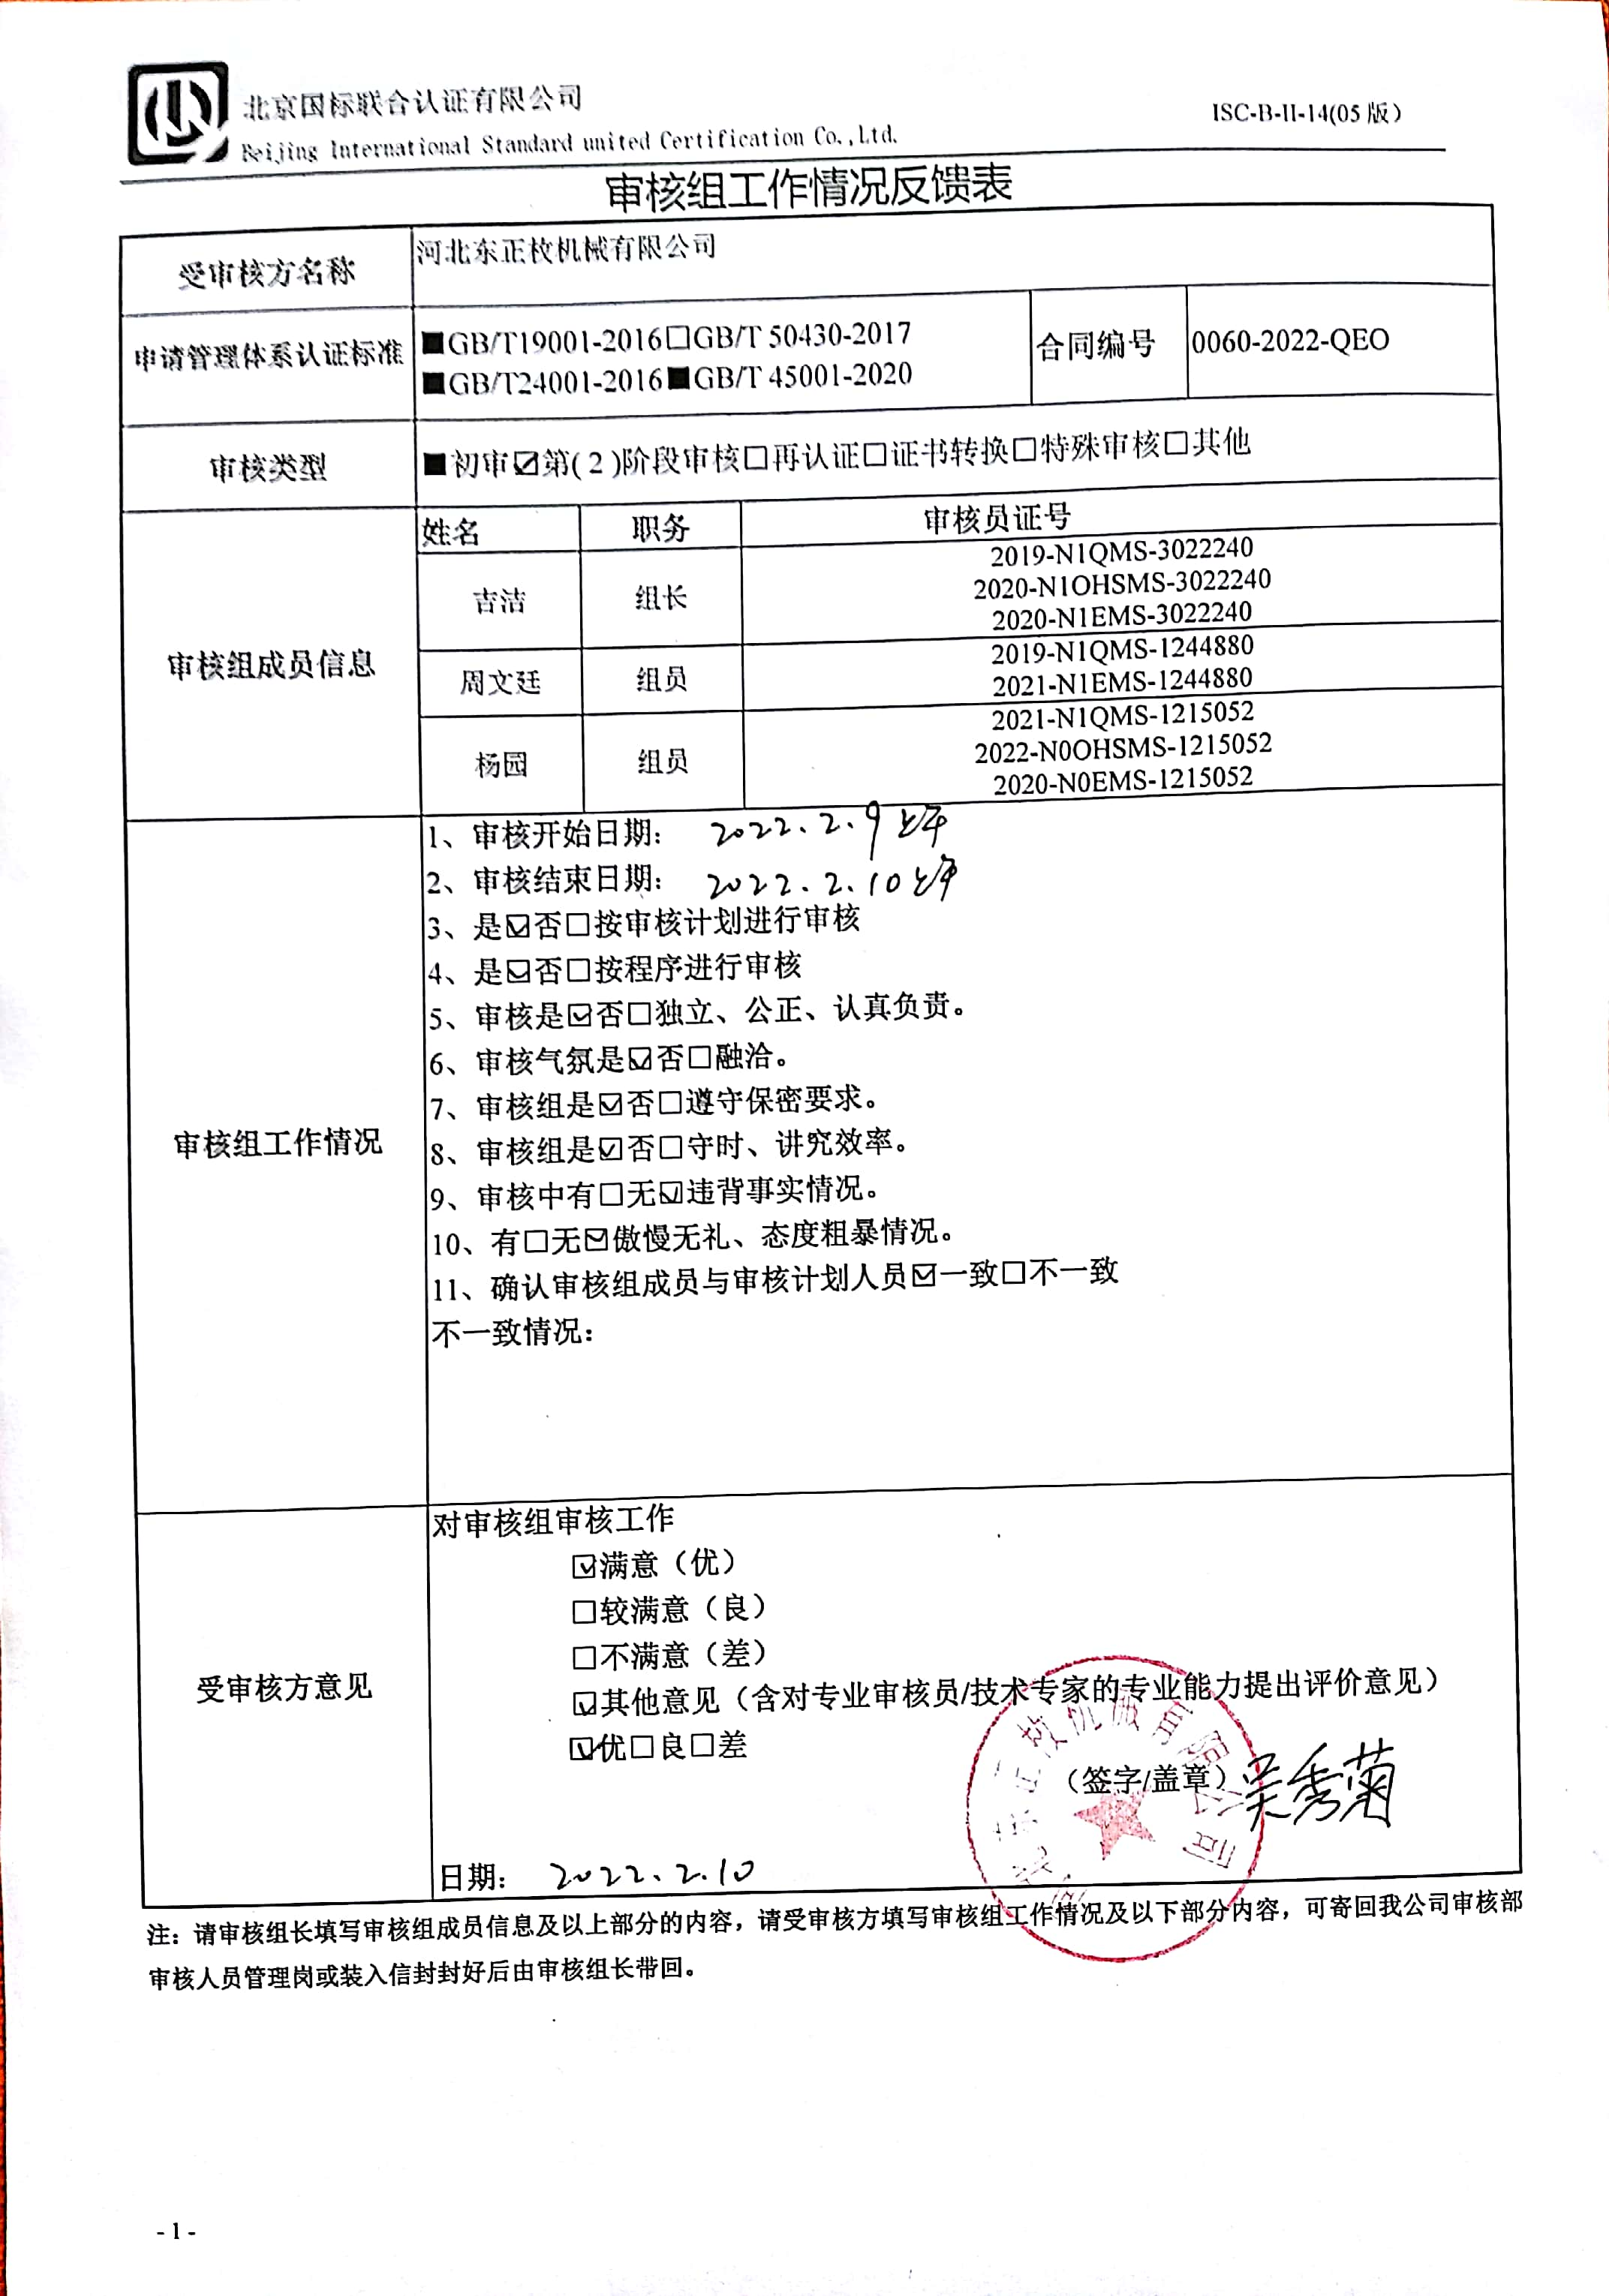 北京国标联合认证有限公司
Beijing International Standard united Certification Co.,Ltd.
ISC-B-II-14(05 版)
审核组工作情况反馈表
受审核方名称
河北东正枚机械有限公司
申请管理体系认证标准
■GB/T19001-2016□GB/T 50430-2017
■GB/T24001-2016■GB/T 45001-2020
合同编号
0060-2022-QEO
审核类型
■初审☑第(2)阶段审核□再认证□证书转换□特殊审核□其他
审核组成员信息
姓名 职务 审核员证号
吉洁 组长
2019-N1QMS-3022240
2020-N1OHSMS-3022240
2020-N1EMS-3022240
周文廷 组员
2019-N1QMS-1244880
2021-N1EMS-1244880
杨园 组员
2021-N1QMS-1215052
2022-N0OHSMS-1215052
2020-N0EMS-1215052
审核组工作情况
1、审核开始日期： 2022.2.9上午
2、审核结束日期： 2022.2.10上午
3、是☑否□按审核计划进行审核
4、是☑否□按程序进行审核
5、审核是☑否□独立、公正、认真负责。
6、审核气氛是☑否□融洽。
7、审核组是☑否□遵守保密要求。
8、审核组是☑否□守时、讲究效率。
9、审核中有□无☑违背事实情况。
10、有□无☑傲慢无礼、态度粗暴情况。
11、确认审核组成员与审核计划人员☑一致□不一致
不一致情况：
受审核方意见
对审核组审核工作
☑满意（优）
□较满意（良）
□不满意（差）
☑其他意见（含对专业审核员/技术专家的专业能力提出评价意见）
☑优□良□差
（签字/盖章）吴秀菊
日期： 2022.2.10
注：请审核组长填写审核组成员信息及以上部分的内容，请受审核方填写审核组工作情况及以下部分内容，可寄回我公司审核部
审核人员管理岗或装入信封封好后由审核组长带回。
- 1 -